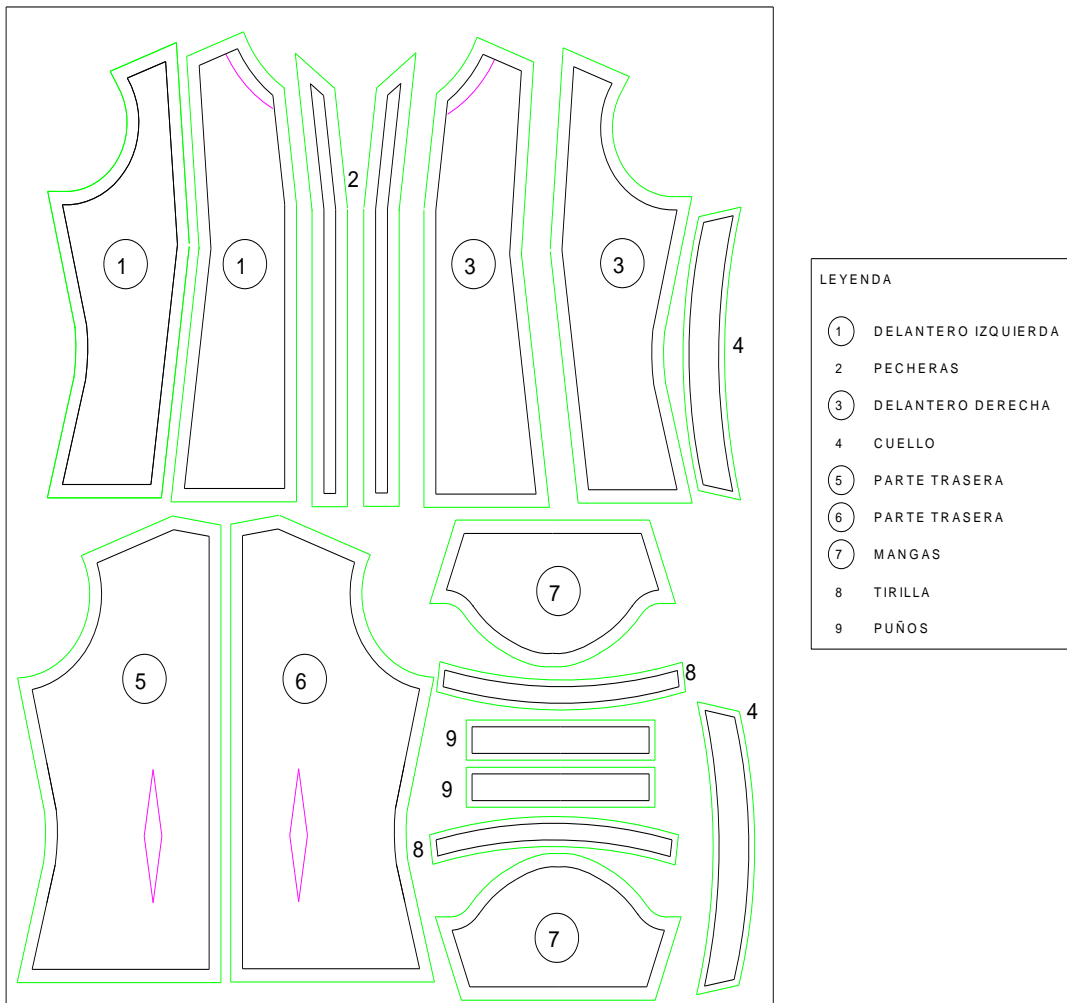 1
1
2
3
3
4
5
6
7
8
9
9
8
7
4
LEYENDA
1 DELANTERO IZQUIERDA
2 PECHERAS
3 DELANTERO DERECHA
4 CUELLO
5 PARTE TRASERA
6 PARTE TRASERA
7 MANGAS
8 TIRILLA
9 PUÑOS